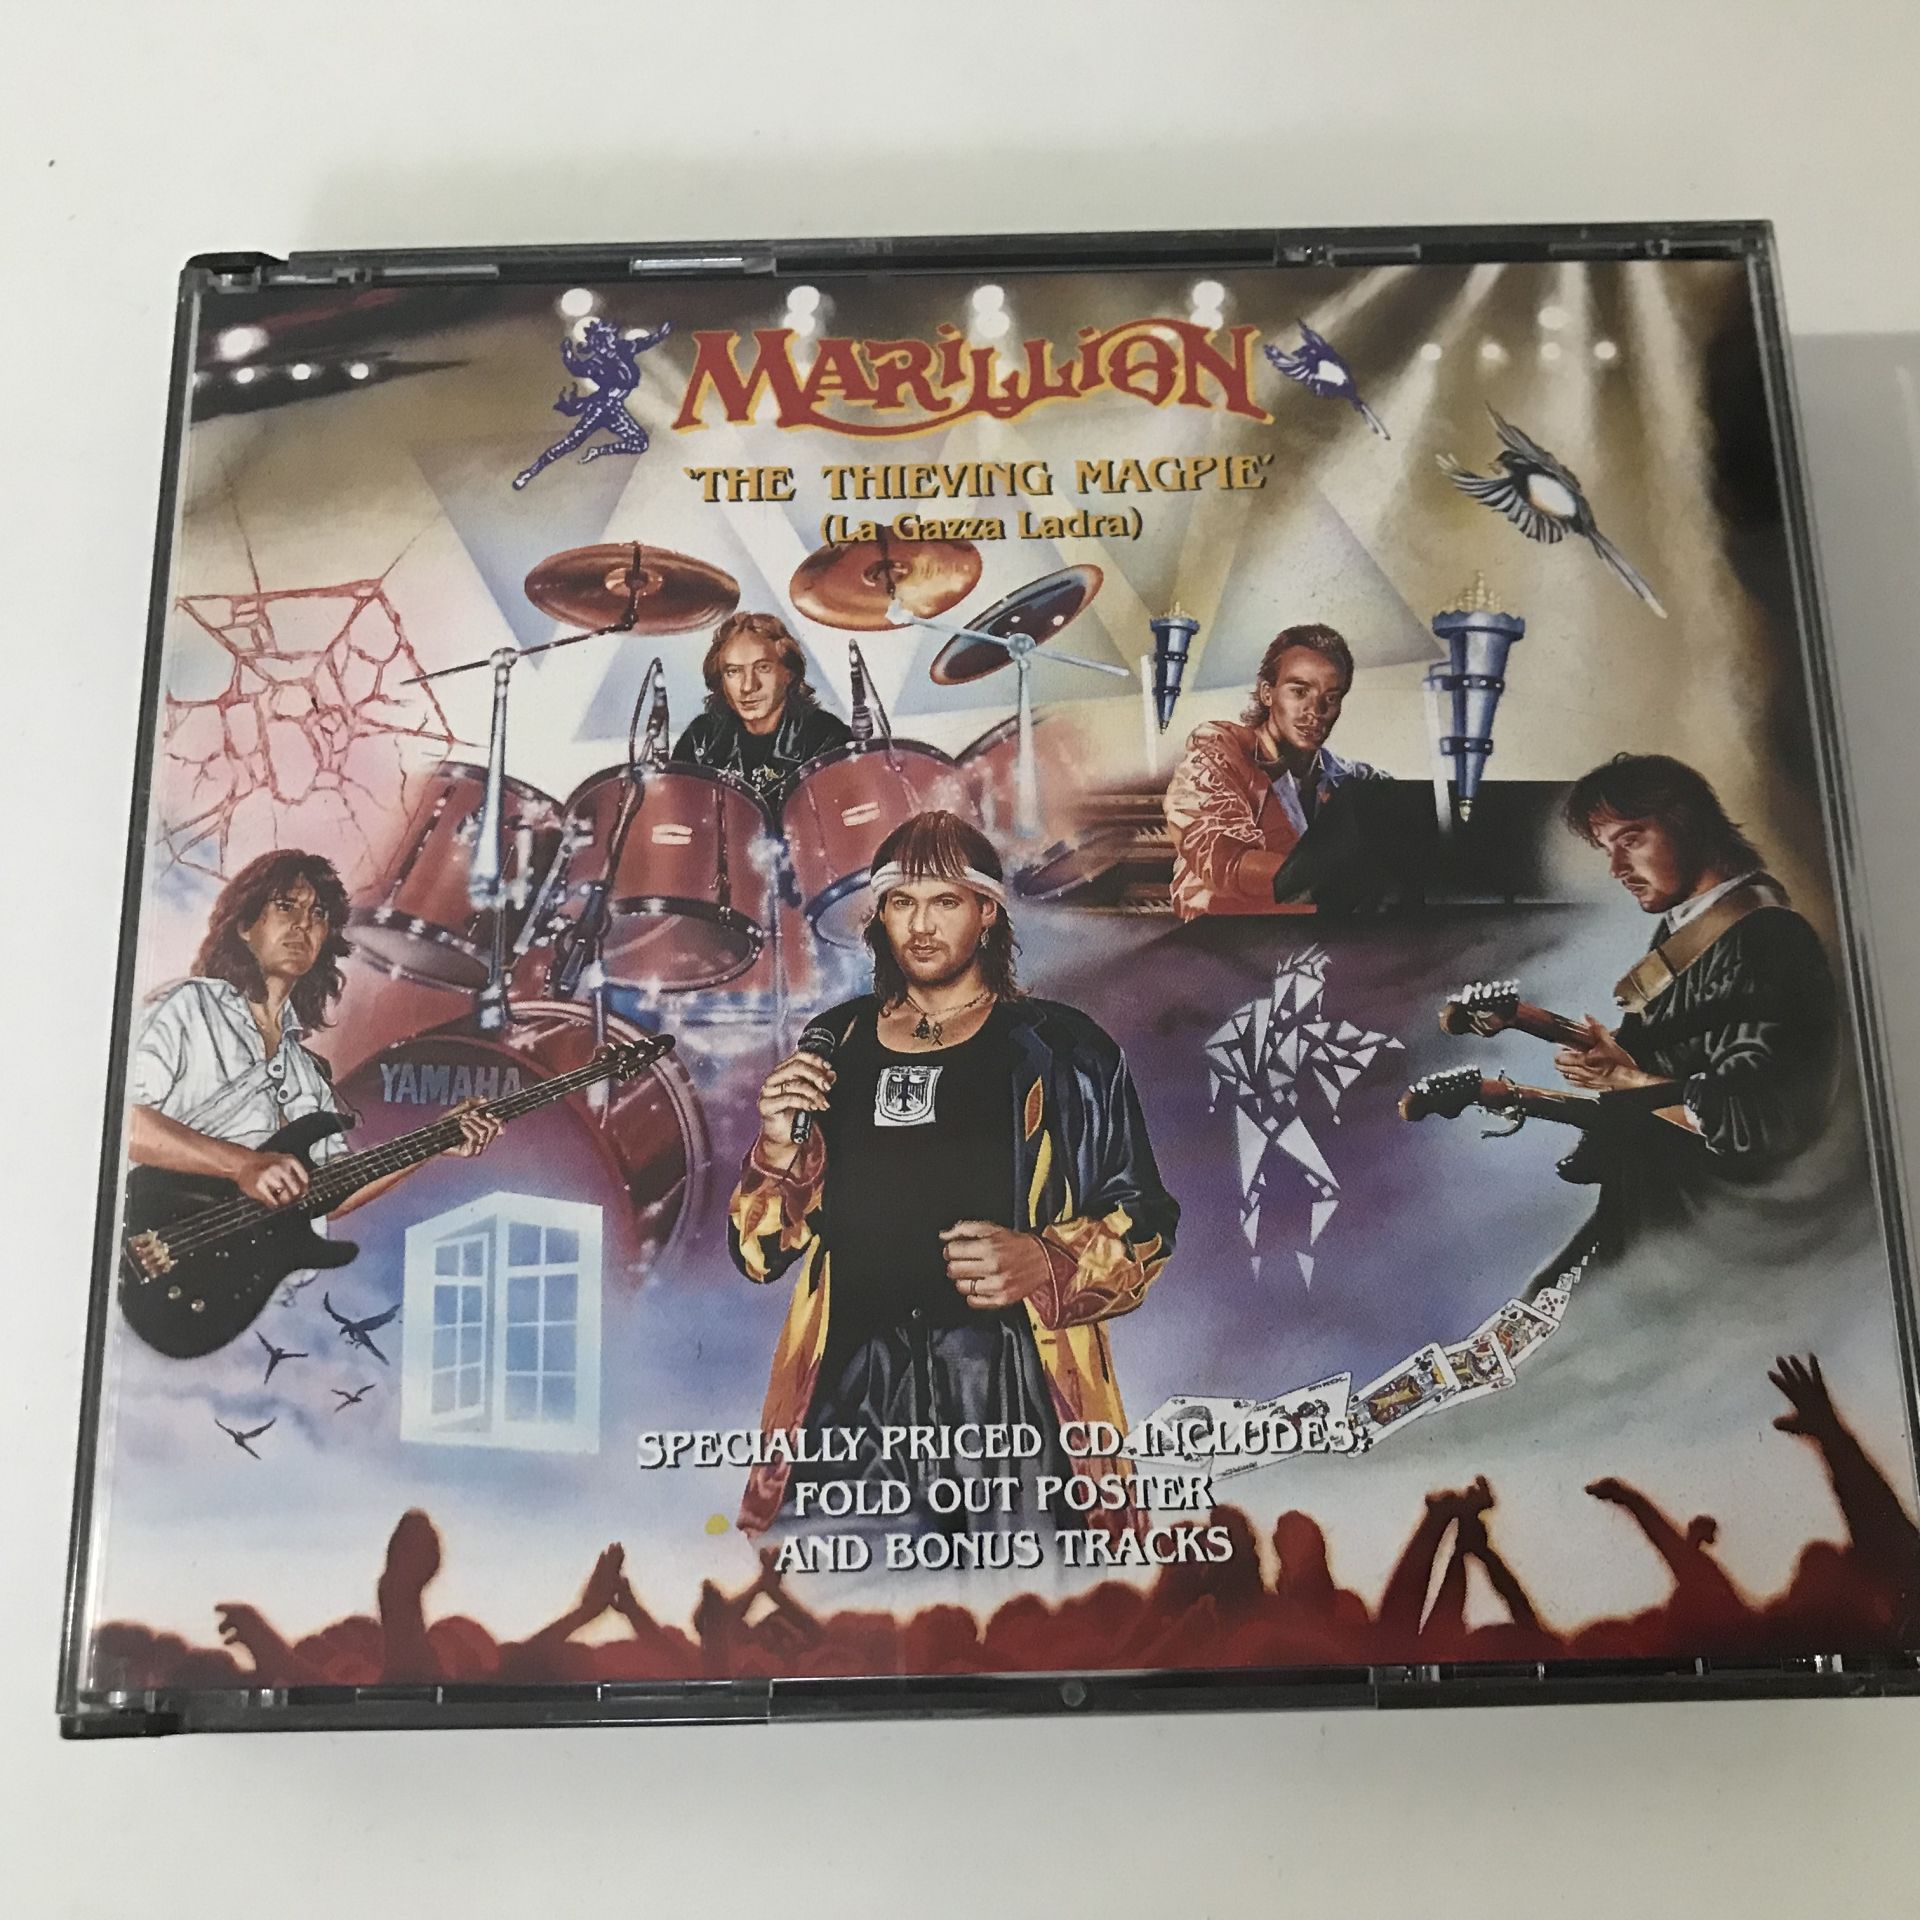 MARILLION
'THE THIEVING MAGPIE'
(La Gazza Ladra)
YAMAHA
SPECIALLY PRICED CD INCLUDES:
FOLD OUT POSTER
AND BONUS TRACKS